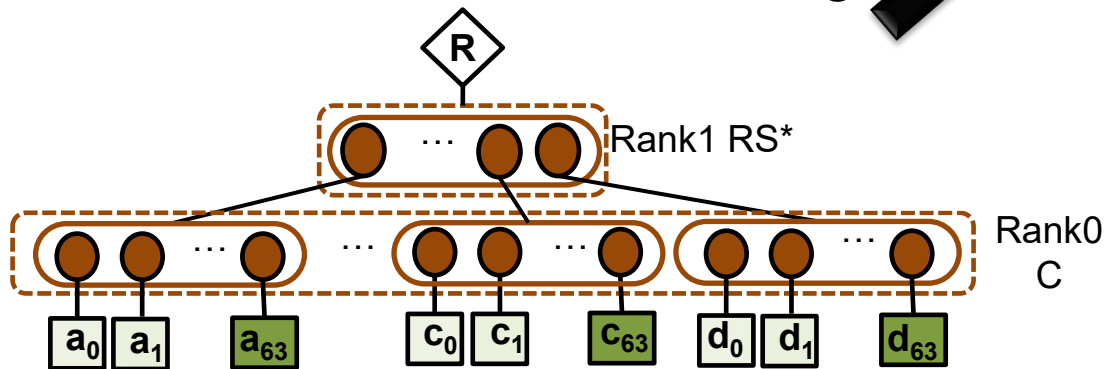 R
... Rank1 RS*
... ... ... ... Rank0
C
a0 a1 a63 c0 c1 c63 d0 d1 d63